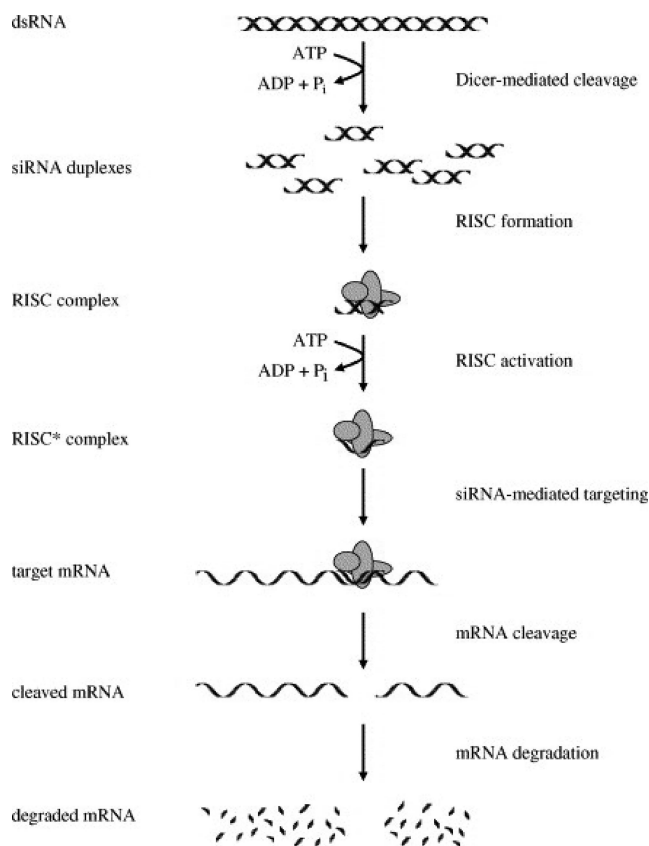 dsRNA
ATP
ADP + Pi
Dicer-mediated cleavage
siRNA duplexes
RISC formation
RISC complex
ATP
ADP + Pi
RISC activation
RISC* complex
siRNA-mediated targeting
target mRNA
mRNA cleavage
cleaved mRNA
mRNA degradation
degraded mRNA